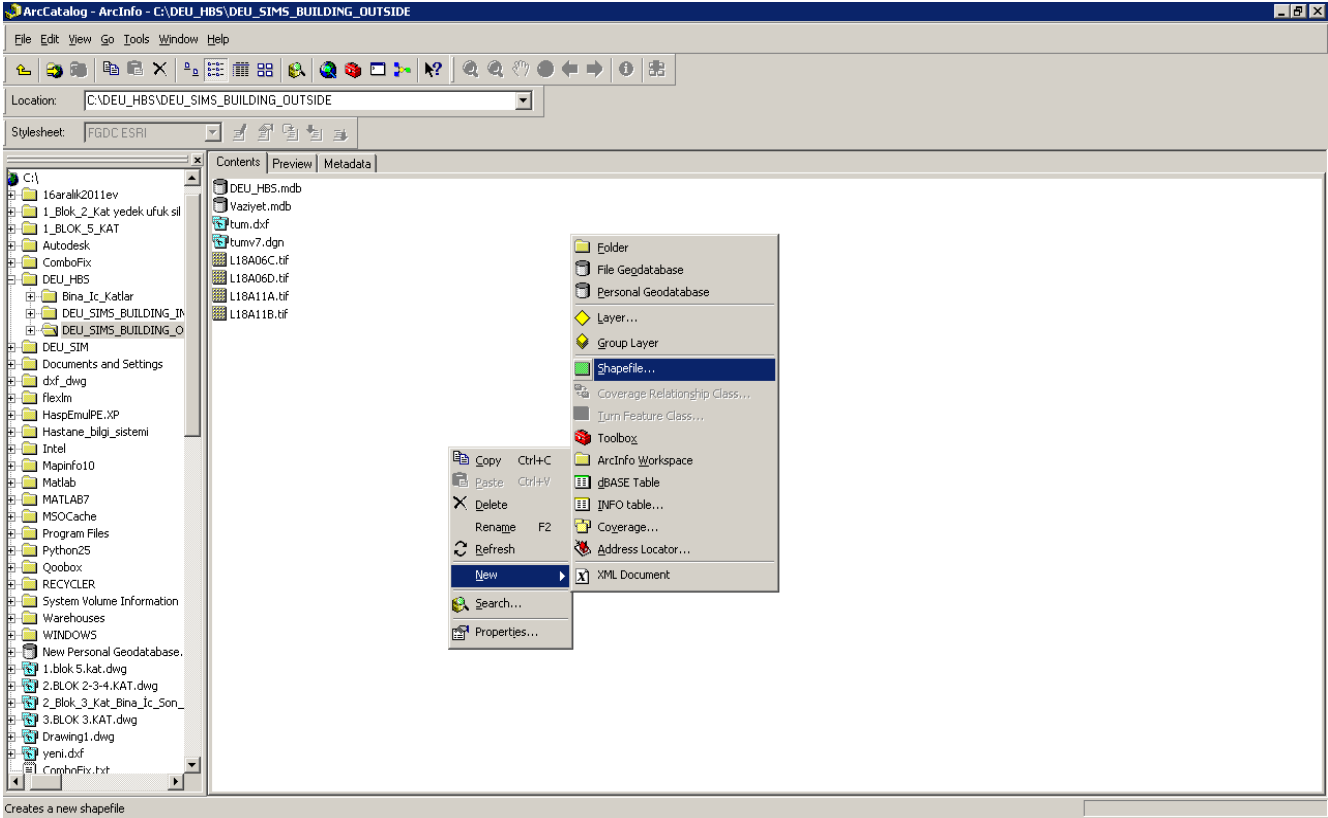 ArcCatalog - ArcInfo - C:\DEU_HBS\DEU_SIMS_BUILDING_OUTSIDE
File Edit View Go Tools Window Help
Location: C:\DEU_HBS\DEU_SIMS_BUILDING_OUTSIDE
Stylesheet: FGDC ESRI
Contents Preview Metadata
C:\
16aralik2011ev
1_Blok_2_Kat yedek ufuk sil
1_BLOK_5_KAT
Autodesk
ComboFix
DEU_HBS
Bina_Ic_Katlar
DEU_SIMS_BUILDING_IN
DEU_SIMS_BUILDING_O
DEU_SIM
Documents and Settings
dxf_dwg
flexlm
HaspEmulPE.XP
Hastane_bilgi_sistemi
Intel
Mapinfo10
Matlab
MATLAB7
MSOCache
Program Files
Python25
Qoobox
RECYCLER
System Volume Information
Warehouses
WINDOWS
New Personal Geodatabase.
1.blok 5.kat.dwg
2.BLOK 2-3-4.KAT.dwg
2_Blok_3_Kat_Bina_İc_Son_
3.BLOK 3.KAT.dwg
Drawing1.dwg
yeni.dxf
ComboFix.txt
DEU_HBS.mdb
Vaziyet.mdb
tum.dxf
tumv7.dgn
L18A06C.tif
L18A06D.tif
L18A11A.tif
L18A11B.tif
Copy Ctrl+C
Paste Ctrl+V
Delete
Rename F2
Refresh
New
Search...
Properties...
Folder
File Geodatabase
Personal Geodatabase
Layer...
Group Layer
Shapefile...
Coverage Relationship Class...
Turn Feature Class...
Toolbox
ArcInfo Workspace
dBASE Table
INFO table...
Coverage...
Address Locator...
XML Document
Creates a new shapefile